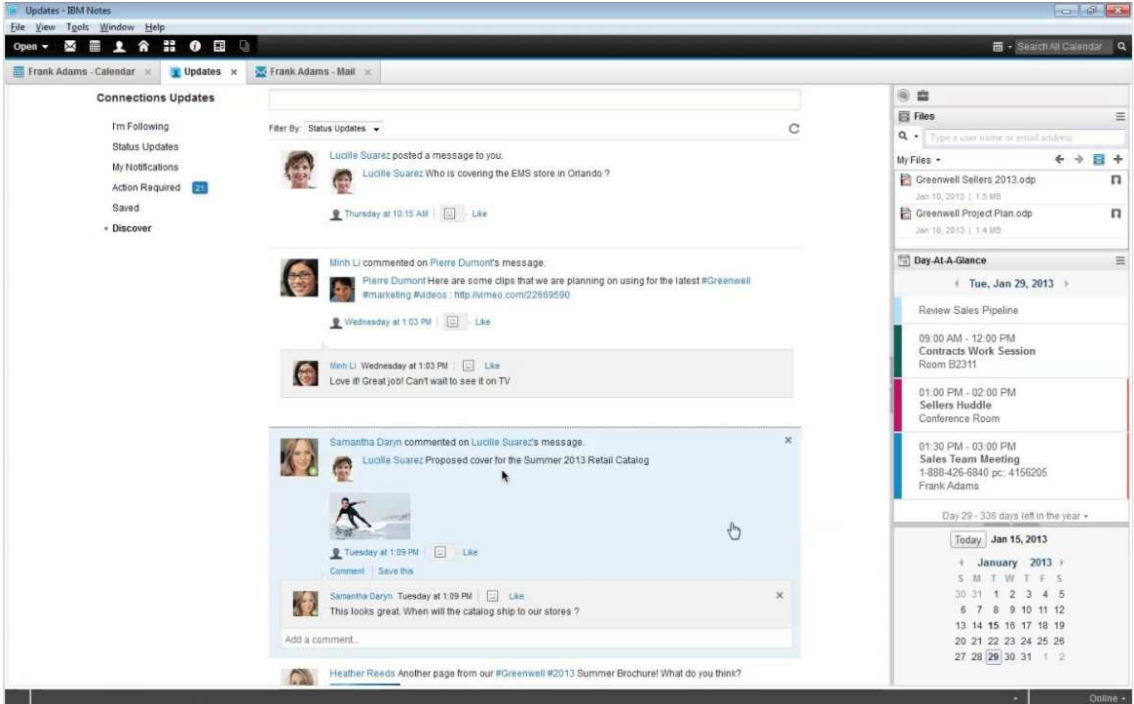 Updates - IBM Notes
File View Tools Window Help
Open
Search All Calendar
Frank Adams - Calendar × Updates × Frank Adams - Mail ×
Connections Updates
I'm Following
Status Updates
My Notifications
Action Required 21
Saved
Discover
Filter By: Status Updates
Lucille Suarez posted a message to you.
Lucille Suarez Who is covering the EMS store in Orlando ?
Thursday at 10:15 AM Like
Minh Li commented on Pierre Dumont's message.
Pierre Dumont Here are some clips that we are planning on using for the latest #Greenwell
#marketing #videos : http://vimeo.com/22669590
Wednesday at 1:03 PM Like
Minh Li Wednesday at 1:03 PM Like
Love it! Great job! Can't wait to see it on TV
Samantha Daryn commented on Lucille Suarez's message.
Lucille Suarez Proposed cover for the Summer 2013 Retail Catalog
Tuesday at 1:09 PM Like
Comment Save this
Samantha Daryn Tuesday at 1:09 PM Like
This looks great. When will the catalog ship to our stores ?
Add a comment...
Heather Reeds Another page from our #Greenwell #2013 Summer Brochure! What do you think?
Files
Type a user name or email address
My Files
Greenwell Sellers 2013.odp
Jan 10, 2013 | 1.5 MB
Greenwell Project Plan.odp
Jan 10, 2013 | 1.4 MB
Day-At-A-Glance
Tue, Jan 29, 2013
Review Sales Pipeline
09:00 AM - 12:00 PM
Contracts Work Session
Room B2311
01:00 PM - 02:00 PM
Sellers Huddle
Conference Room
01:30 PM - 03:00 PM
Sales Team Meeting
1-888-426-6840 pc: 4156205
Frank Adams
Day 29 - 336 days left in the year
Today Jan 15, 2013
January 2013
S M T W T F S
30 31 1 2 3 4 5
6 7 8 9 10 11 12
13 14 15 16 17 18 19
20 21 22 23 24 25 26
27 28 29 30 31 1 2
Online